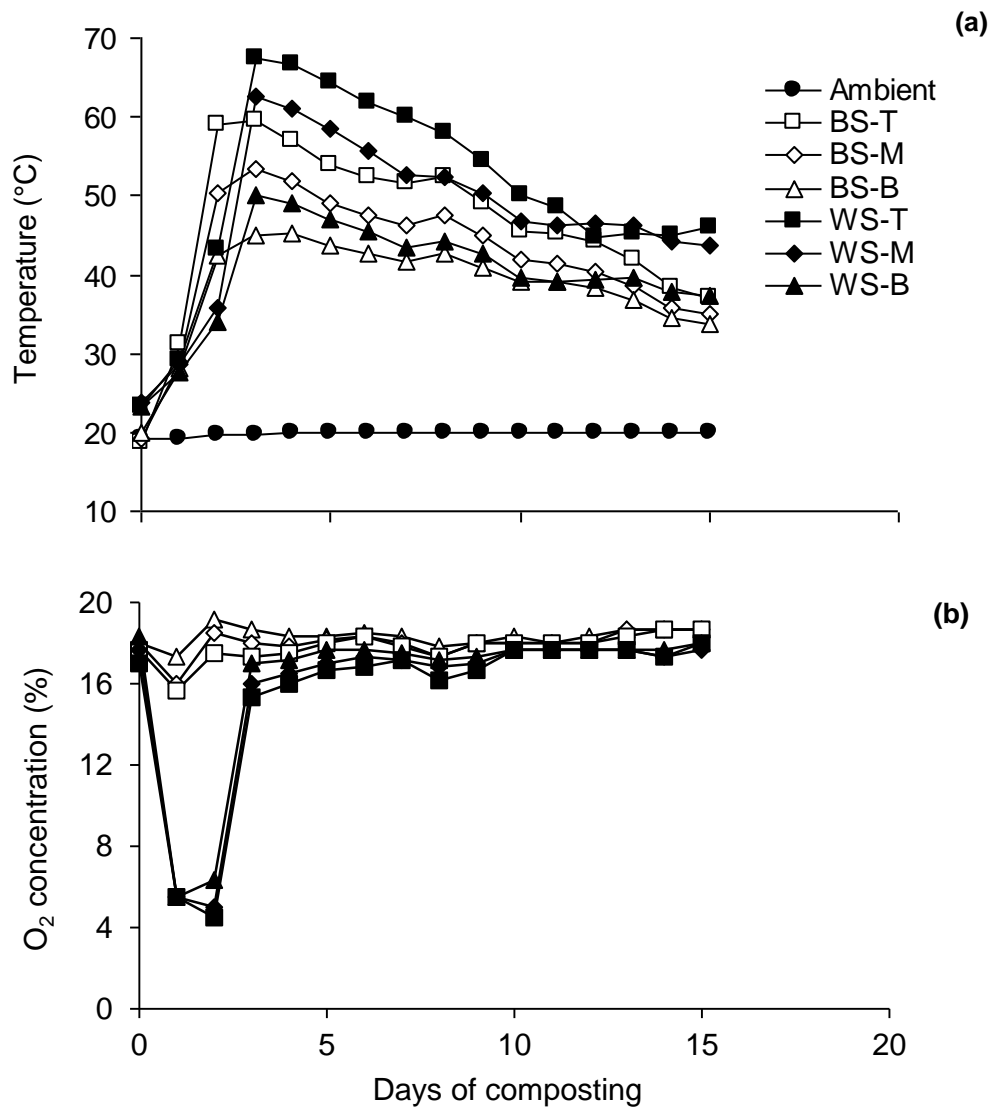 (a)
70
60
50
40
30
20
10
Temperature (°C)
Ambient
BS-T
BS-M
BS-B
WS-T
WS-M
WS-B
(b)
20
16
12
8
4
0
O₂ concentration (%)
0 5 10 15 20
Days of composting